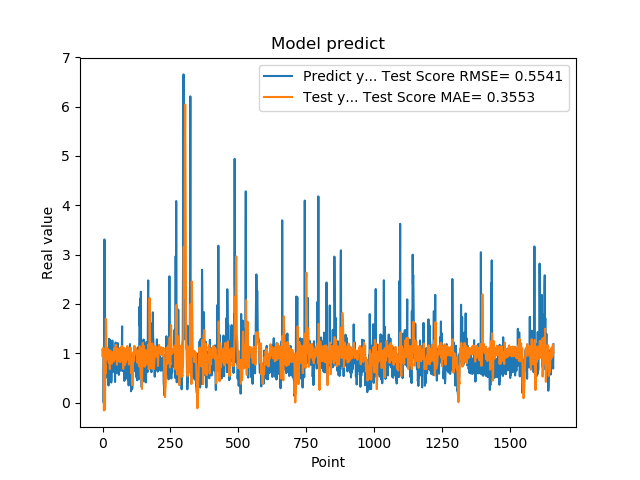 Model predict
Predict y... Test Score RMSE= 0.5541
Test y... Test Score MAE= 0.3553
Real value
7
6
5
4
3
2
1
0
0 250 500 750 1000 1250 1500
Point